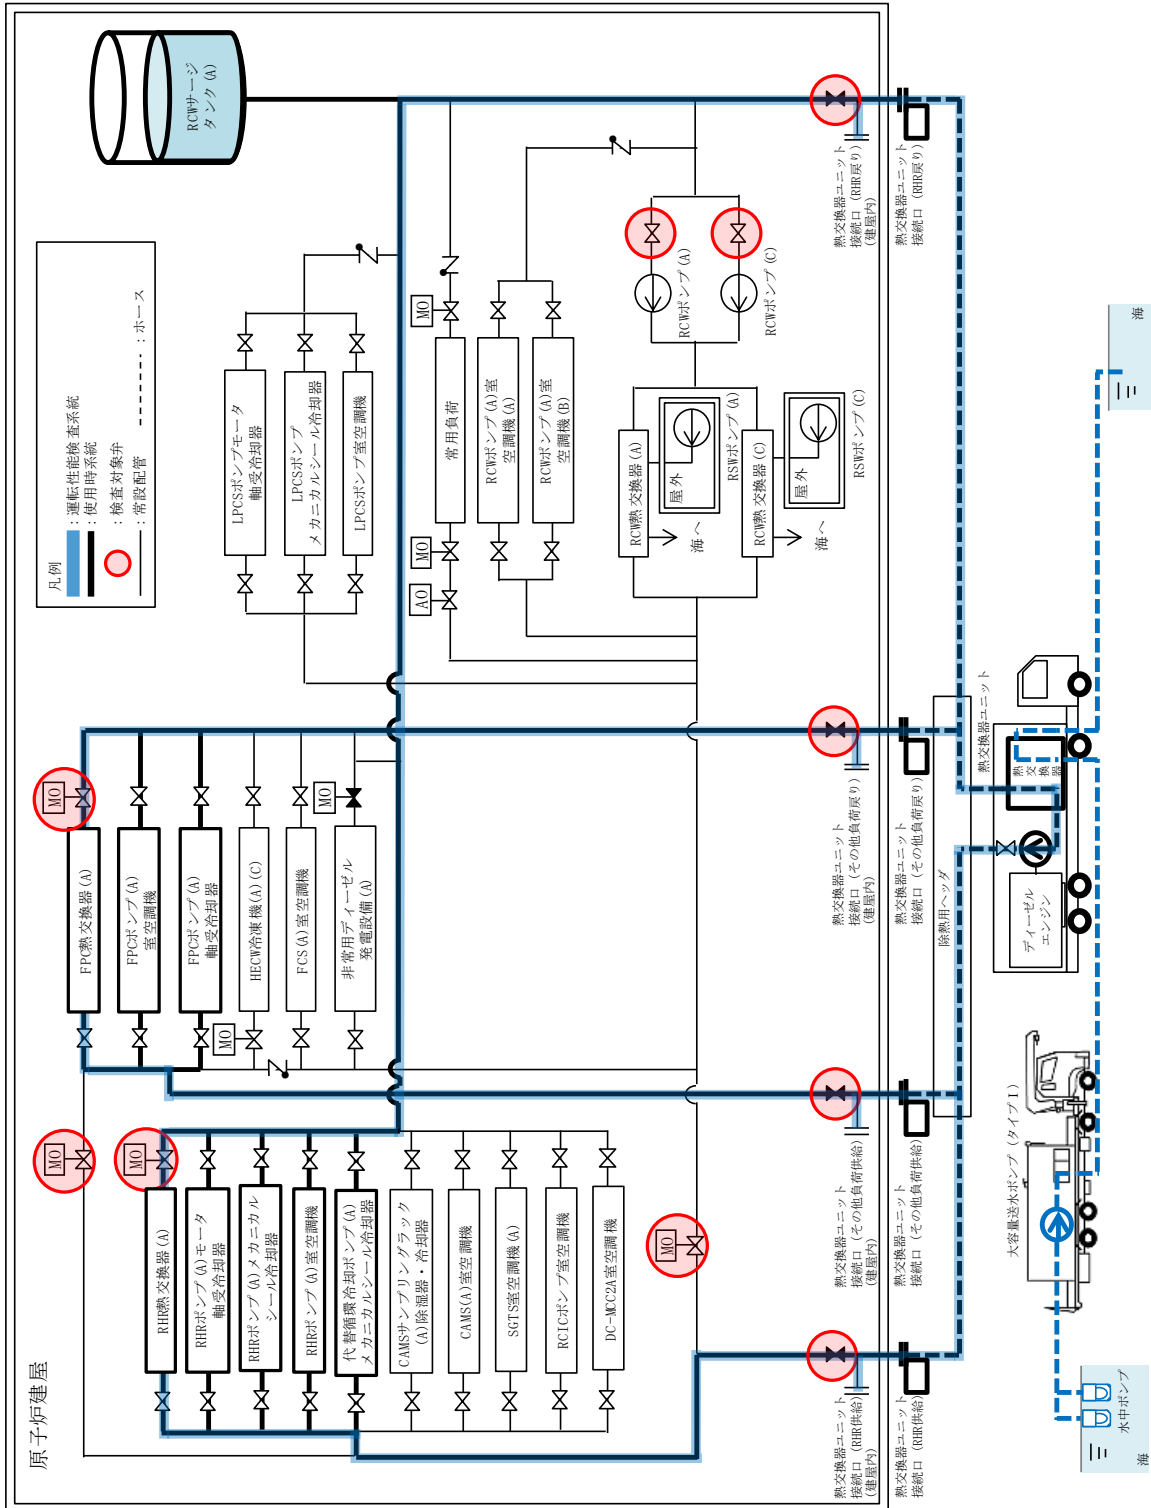 原子炉建屋
凡例
：運転性能検査系統
：使用時系統
：検査対象弁
：常設配管
：ホース
RCWサージ
タンク(A)
LPCSポンプモータ
軸受冷却器
LPCSポンプ
メカニカルシール冷却器
LPCSポンプ室空調機
MO
常用負荷
MO
AO
RCWポンプ(A)室
空調機(A)
RCWポンプ(A)室
空調機(B)
RCWポンプ(A)
RCWポンプ(C)
RCW熱交換器(A)
屋外
RSWポンプ(A)
海へ
RCW熱交換器(C)
屋外
RSWポンプ(C)
海へ
MO
FPC熱交換器(A)
FPCポンプ(A)
室空調機
FPCポンプ(A)
軸受冷却器
HECW冷凍機(A)(C)
MO
FCS(A)室空調機
MO
非常用ディーゼル
発電設備(A)
MO
MO
RHR熱交換器(A)
RHRポンプ(A)モータ
軸受冷却器
RHRポンプ(A)メカニカル
シール冷却器
RHRポンプ(A)室空調機
代替循環冷却ポンプ(A)
メカニカルシール冷却器
CAMSサンプリングラック
(A)除湿器・冷却器
CAMS(A)室空調機
SGTS室空調機(A)
RCICポンプ室空調機
DC-MCC2A室空調機
MO
熱交換器ユニット
接続口（RHR戻り）
（建屋内）
熱交換器ユニット
接続口（RHR戻り）
熱交換器ユニット
接続口（その他負荷戻り）
（建屋内）
熱交換器ユニット
接続口（その他負荷戻り）
熱交換器ユニット
接続口（その他負荷供給）
（建屋内）
熱交換器ユニット
接続口（その他負荷供給）
熱交換器ユニット
接続口（RHR供給）
（建屋内）
熱交換器ユニット
接続口（RHR供給）
除熱用ヘッダ
熱交換器ユニット
熱交換器
ディーゼル
エンジン
大容量送水ポンプ（タイプⅠ）
水中ポンプ
海
海